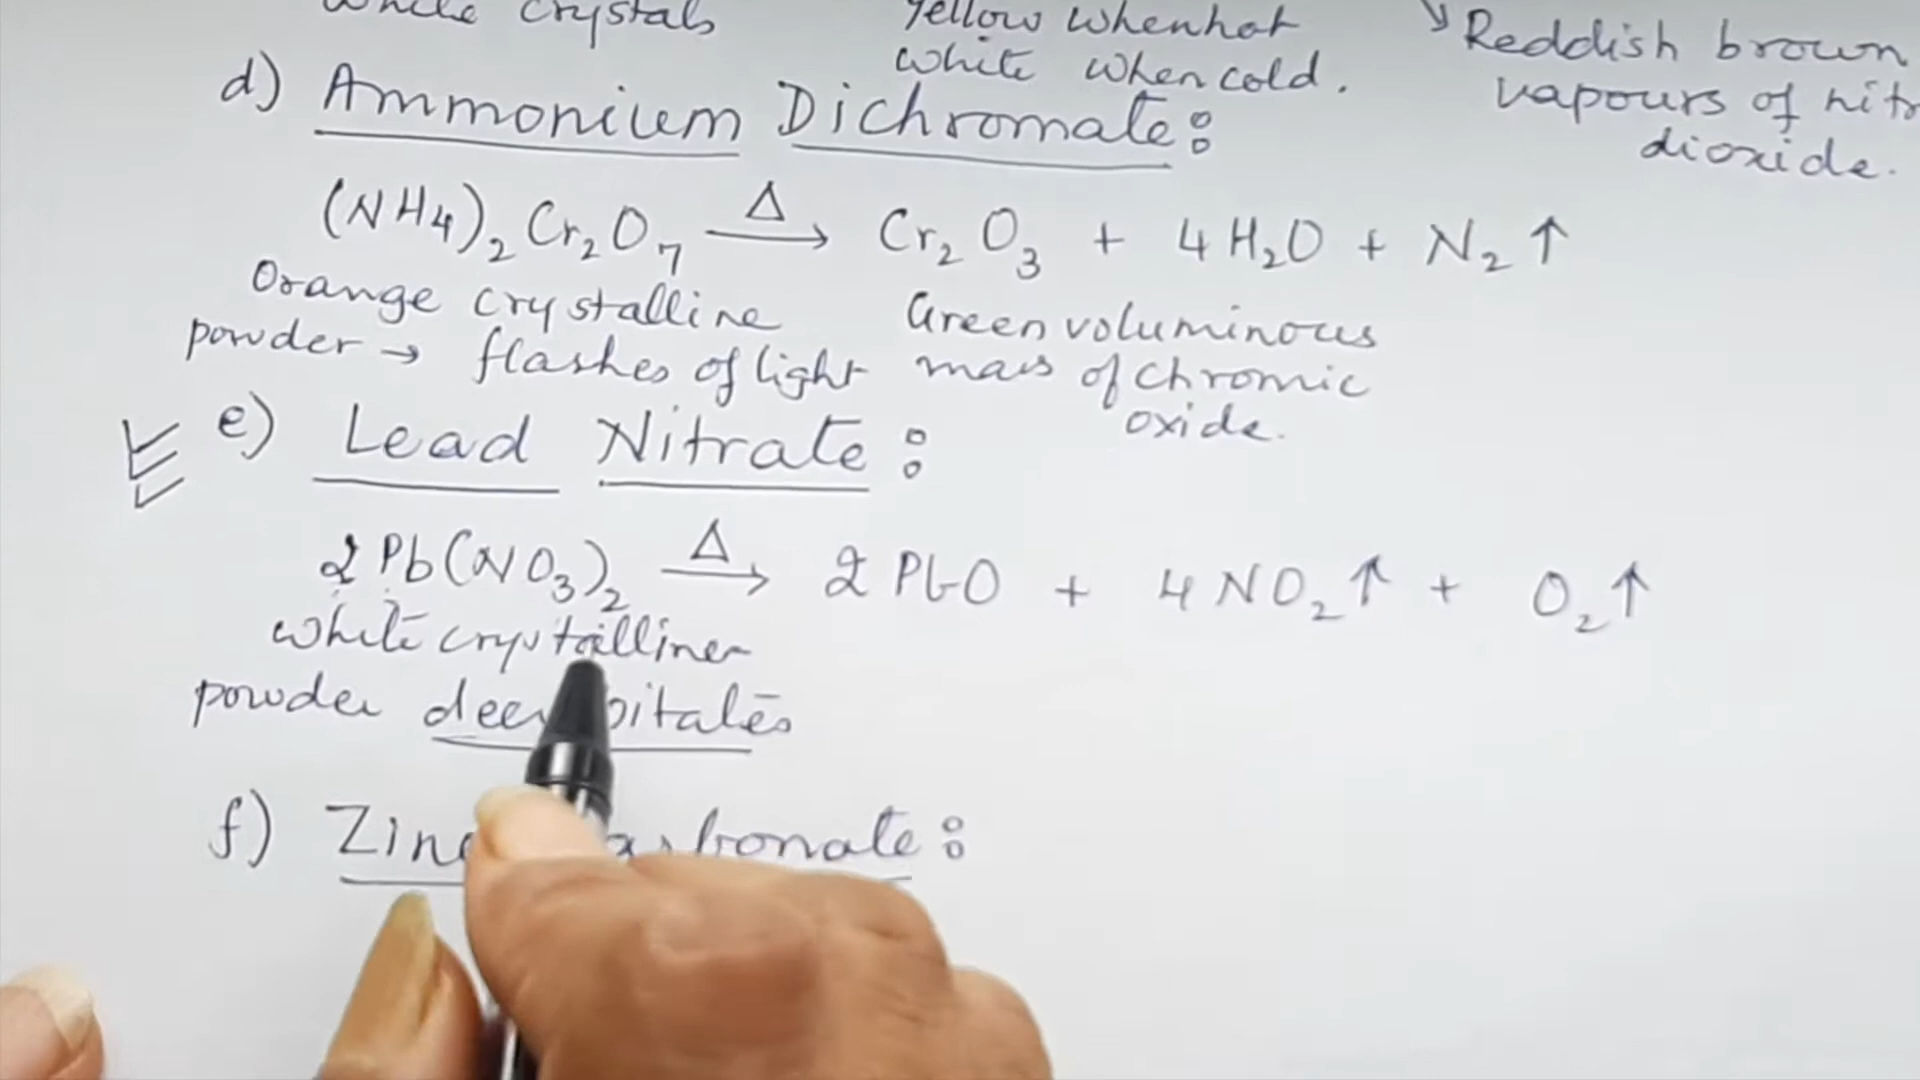 white crystals
Yellow when hot
white when cold.
Reddish brown
vapours of nitr
dioxide.
d) Ammonium Dichromate:
(NH4)₂Cr₂O₇ Δ→ Cr₂O₃ + 4H₂O + N₂↑
Orange crystalline
powder → flashes of light
Green voluminous
mass of chromic
oxide.
e) Lead Nitrate:
2Pb(NO₃)₂ Δ→ 2PbO + 4NO₂↑ + O₂↑
white crystalline
powder
f)